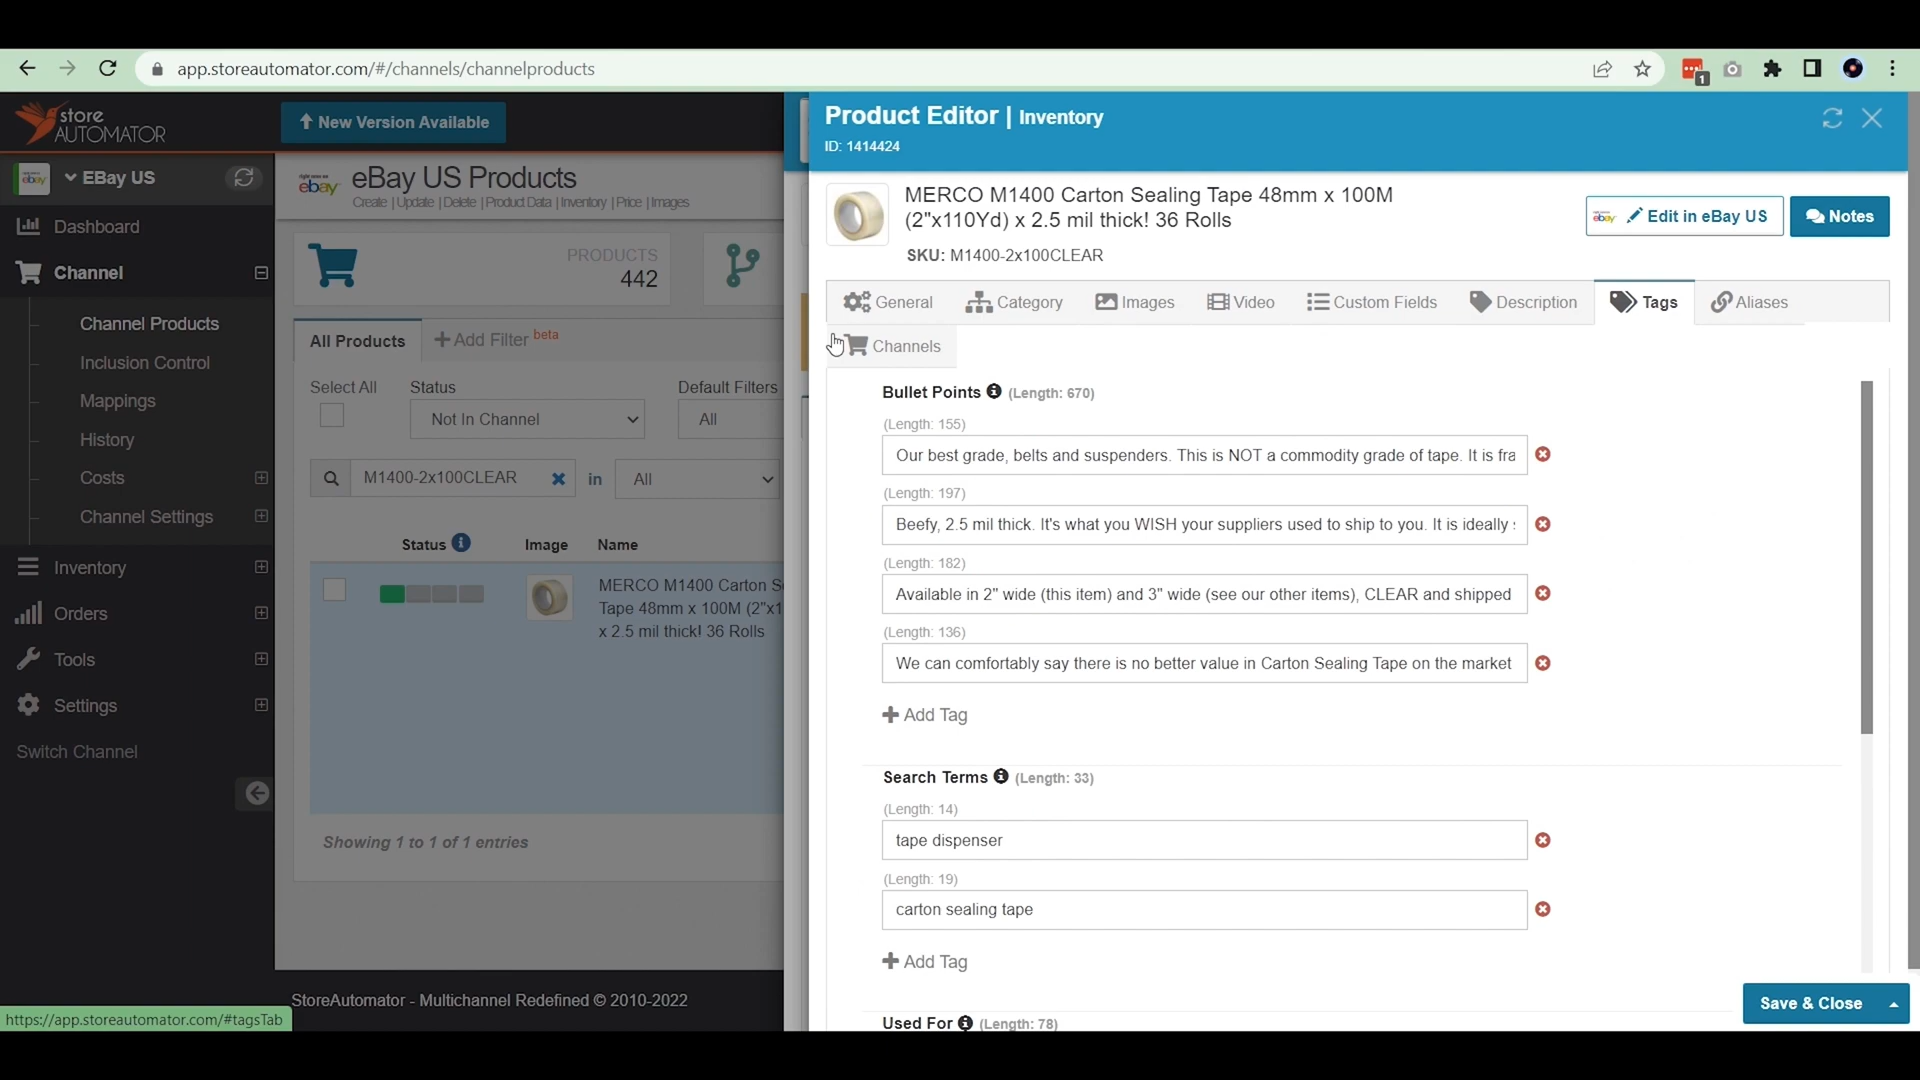 app.storeautomator.com/#/channels/channelproducts
1
store
AUTOMATOR
New Version Available
EBay US
Dashboard
Channel
Channel Products
Inclusion Control
Mappings
History
Costs
Channel Settings
Inventory
Orders
Tools
Settings
Switch Channel
https://app.storeautomator.com/#tagsTab
ebay
eBay US Products
Create | Update | Delete | Product Data | Inventory | Price | Images
PRODUCTS
442
All Products
Add Filter beta
Select All
Status
Default Filters
Not In Channel
All
M1400-2x100CLEAR
in
All
Status
Image
Name
MERCO M1400 Carton S
Tape 48mm x 100M (2"x1
x 2.5 mil thick! 36 Rolls
Showing 1 to 1 of 1 entries
StoreAutomator - Multichannel Redefined © 2010-2022
Product Editor | Inventory
ID: 1414424
MERCO M1400 Carton Sealing Tape 48mm x 100M
(2"x110Yd) x 2.5 mil thick! 36 Rolls
SKU: M1400-2x100CLEAR
ebay Edit in eBay US
Notes
General
Category
Images
Video
Custom Fields
Description
Tags
Aliases
Channels
Bullet Points (Length: 670)
(Length: 155)
Our best grade, belts and suspenders. This is NOT a commodity grade of tape. It is fra
(Length: 197)
Beefy, 2.5 mil thick. It's what you WISH your suppliers used to ship to you. It is ideally
(Length: 182)
Available in 2" wide (this item) and 3" wide (see our other items), CLEAR and shipped
(Length: 136)
We can comfortably say there is no better value in Carton Sealing Tape on the market
Add Tag
Search Terms (Length: 33)
(Length: 14)
tape dispenser
(Length: 19)
carton sealing tape
Add Tag
Used For (Length: 78)
Save & Close